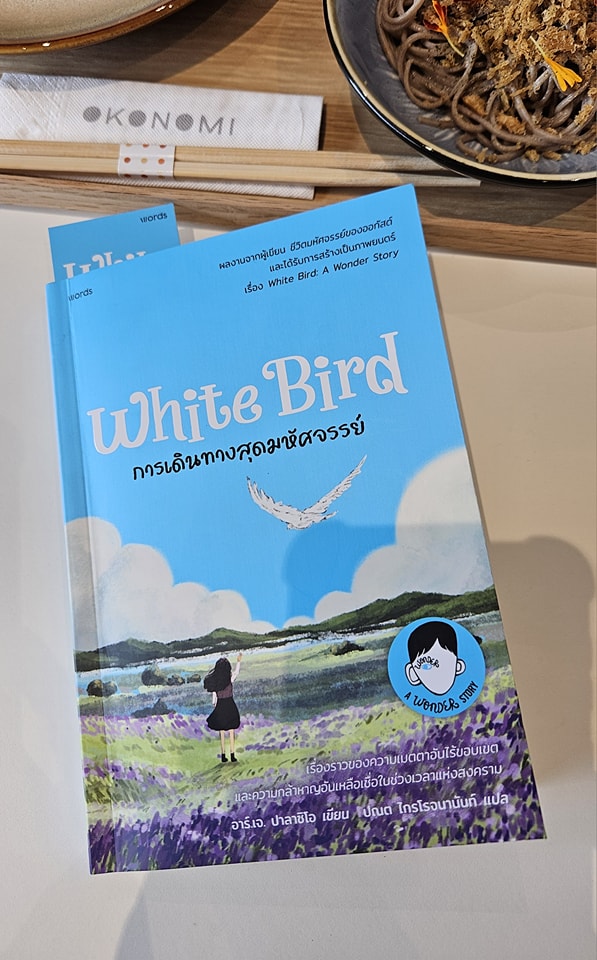 OKONOMI
words
Whit
words
ผลงานจากผู้เขียน ชีวิตมหัศจรรย์ของออกัสต์
และได้รับการสร้างเป็นภาพยนตร์
เรื่อง White Bird: A Wonder Story
White Bird
การเดินทางสุดมหัศจรรย์
WONDER
A WONDER STORY
เรื่องราวของความเมตตาอันไร้ขอบเขต
และความกล้าหาญอันเหลือเชื่อในช่วงเวลาแห่งสงคราม
อาร์.เจ. ปาลาซิโอ เขียน | ปณต ไกรโรจนานันท์ แปล